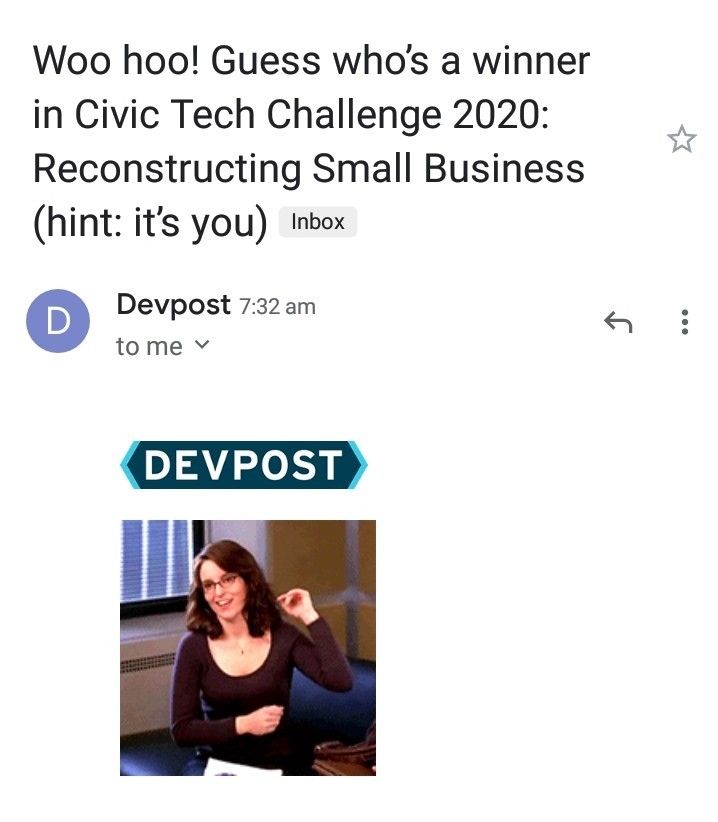 Woo hoo! Guess who's a winner
in Civic Tech Challenge 2020:
Reconstructing Small Business
(hint: it's you) Inbox
D
Devpost 7:32 am
to me
DEVPOST